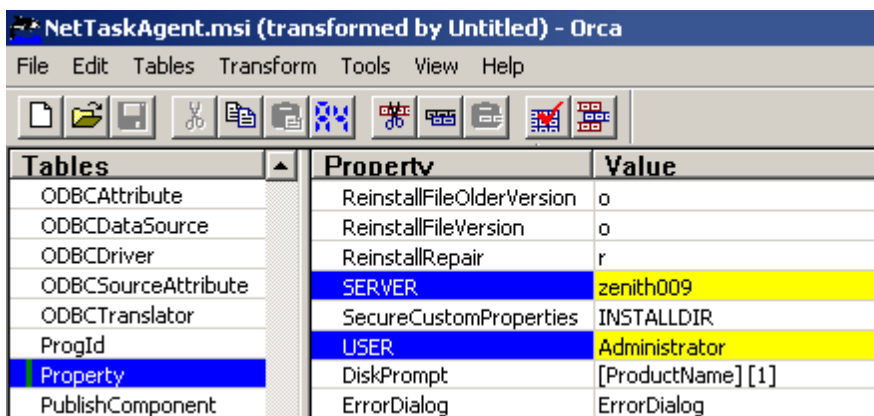 NetTaskAgent.msi (transformed by Untitled) - Orca
File Edit Tables Transform Tools View Help
Tables Property Value
ODBCAttribute ReinstallFileOlderVersion o
ODBCDataSource ReinstallFileVersion o
ODBCDriver ReinstallRepair r
ODBCSourceAttribute SERVER zenith009
ODBCTranslator SecureCustomProperties INSTALLDIR
ProgId USER Administrator
Property DiskPrompt [ProductName] [1]
PublishComponent ErrorDialog ErrorDialog